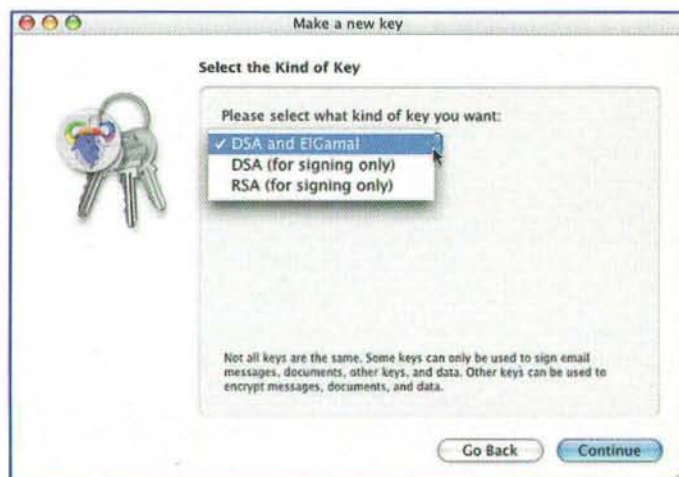 Make a new key
Select the Kind of Key
Please select what kind of key you want:
✓ DSA and ElGamal
DSA (for signing only)
RSA (for signing only)
Not all keys are the same. Some keys can only be used to sign email
messages, documents, other keys, and data. Other keys can be used to
encrypt messages, documents, and data.
Go Back
Continue